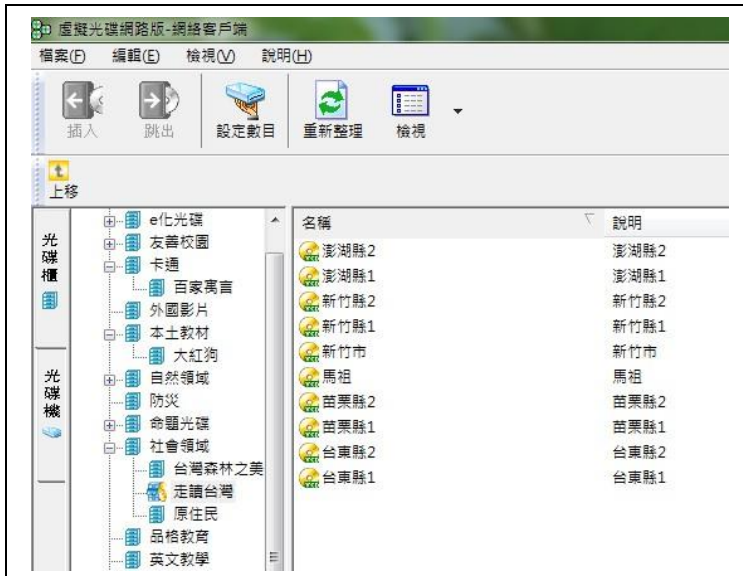 虛擬光碟網路版-網絡客戶端
檔案(F) 編輯(E) 檢視(V) 說明(H)
插入 跳出 設定數目 重新整理 檢視
上移
光碟櫃
光碟機
e化光碟
友善校園
卡通
百家寓言
外國影片
本土教材
大紅狗
自然領域
防災
命題光碟
社會領域
台灣森林之美
走讀台灣
原住民
品格教育
英文教學
名稱 說明
澎湖縣2 澎湖縣2
澎湖縣1 澎湖縣1
新竹縣2 新竹縣2
新竹縣1 新竹縣1
新竹市 新竹市
馬祖 馬祖
苗栗縣2 苗栗縣2
苗栗縣1 苗栗縣1
台東縣2 台東縣2
台東縣1 台東縣1